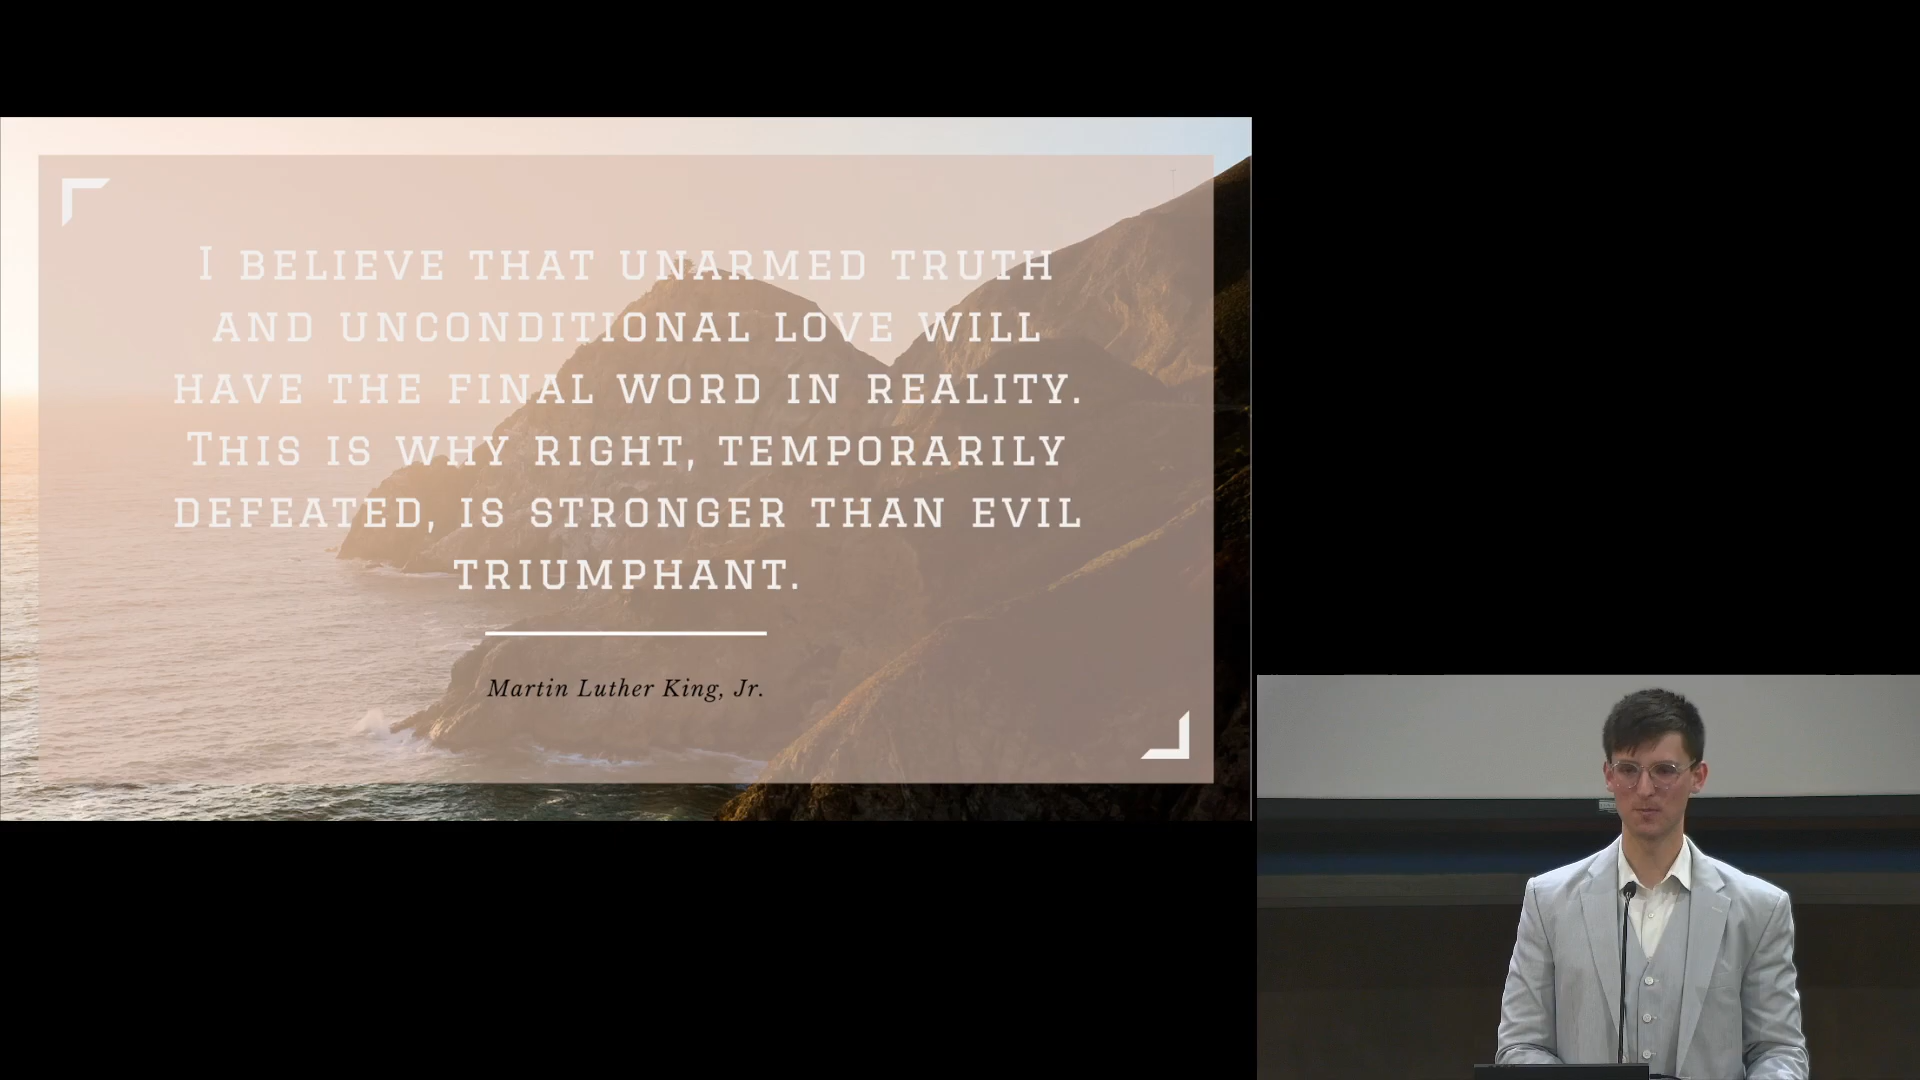 I believe that unarmed truth
and unconditional love will
have the final word in reality.
This is why right, temporarily
defeated, is stronger than evil
triumphant.
Martin Luther King, Jr.